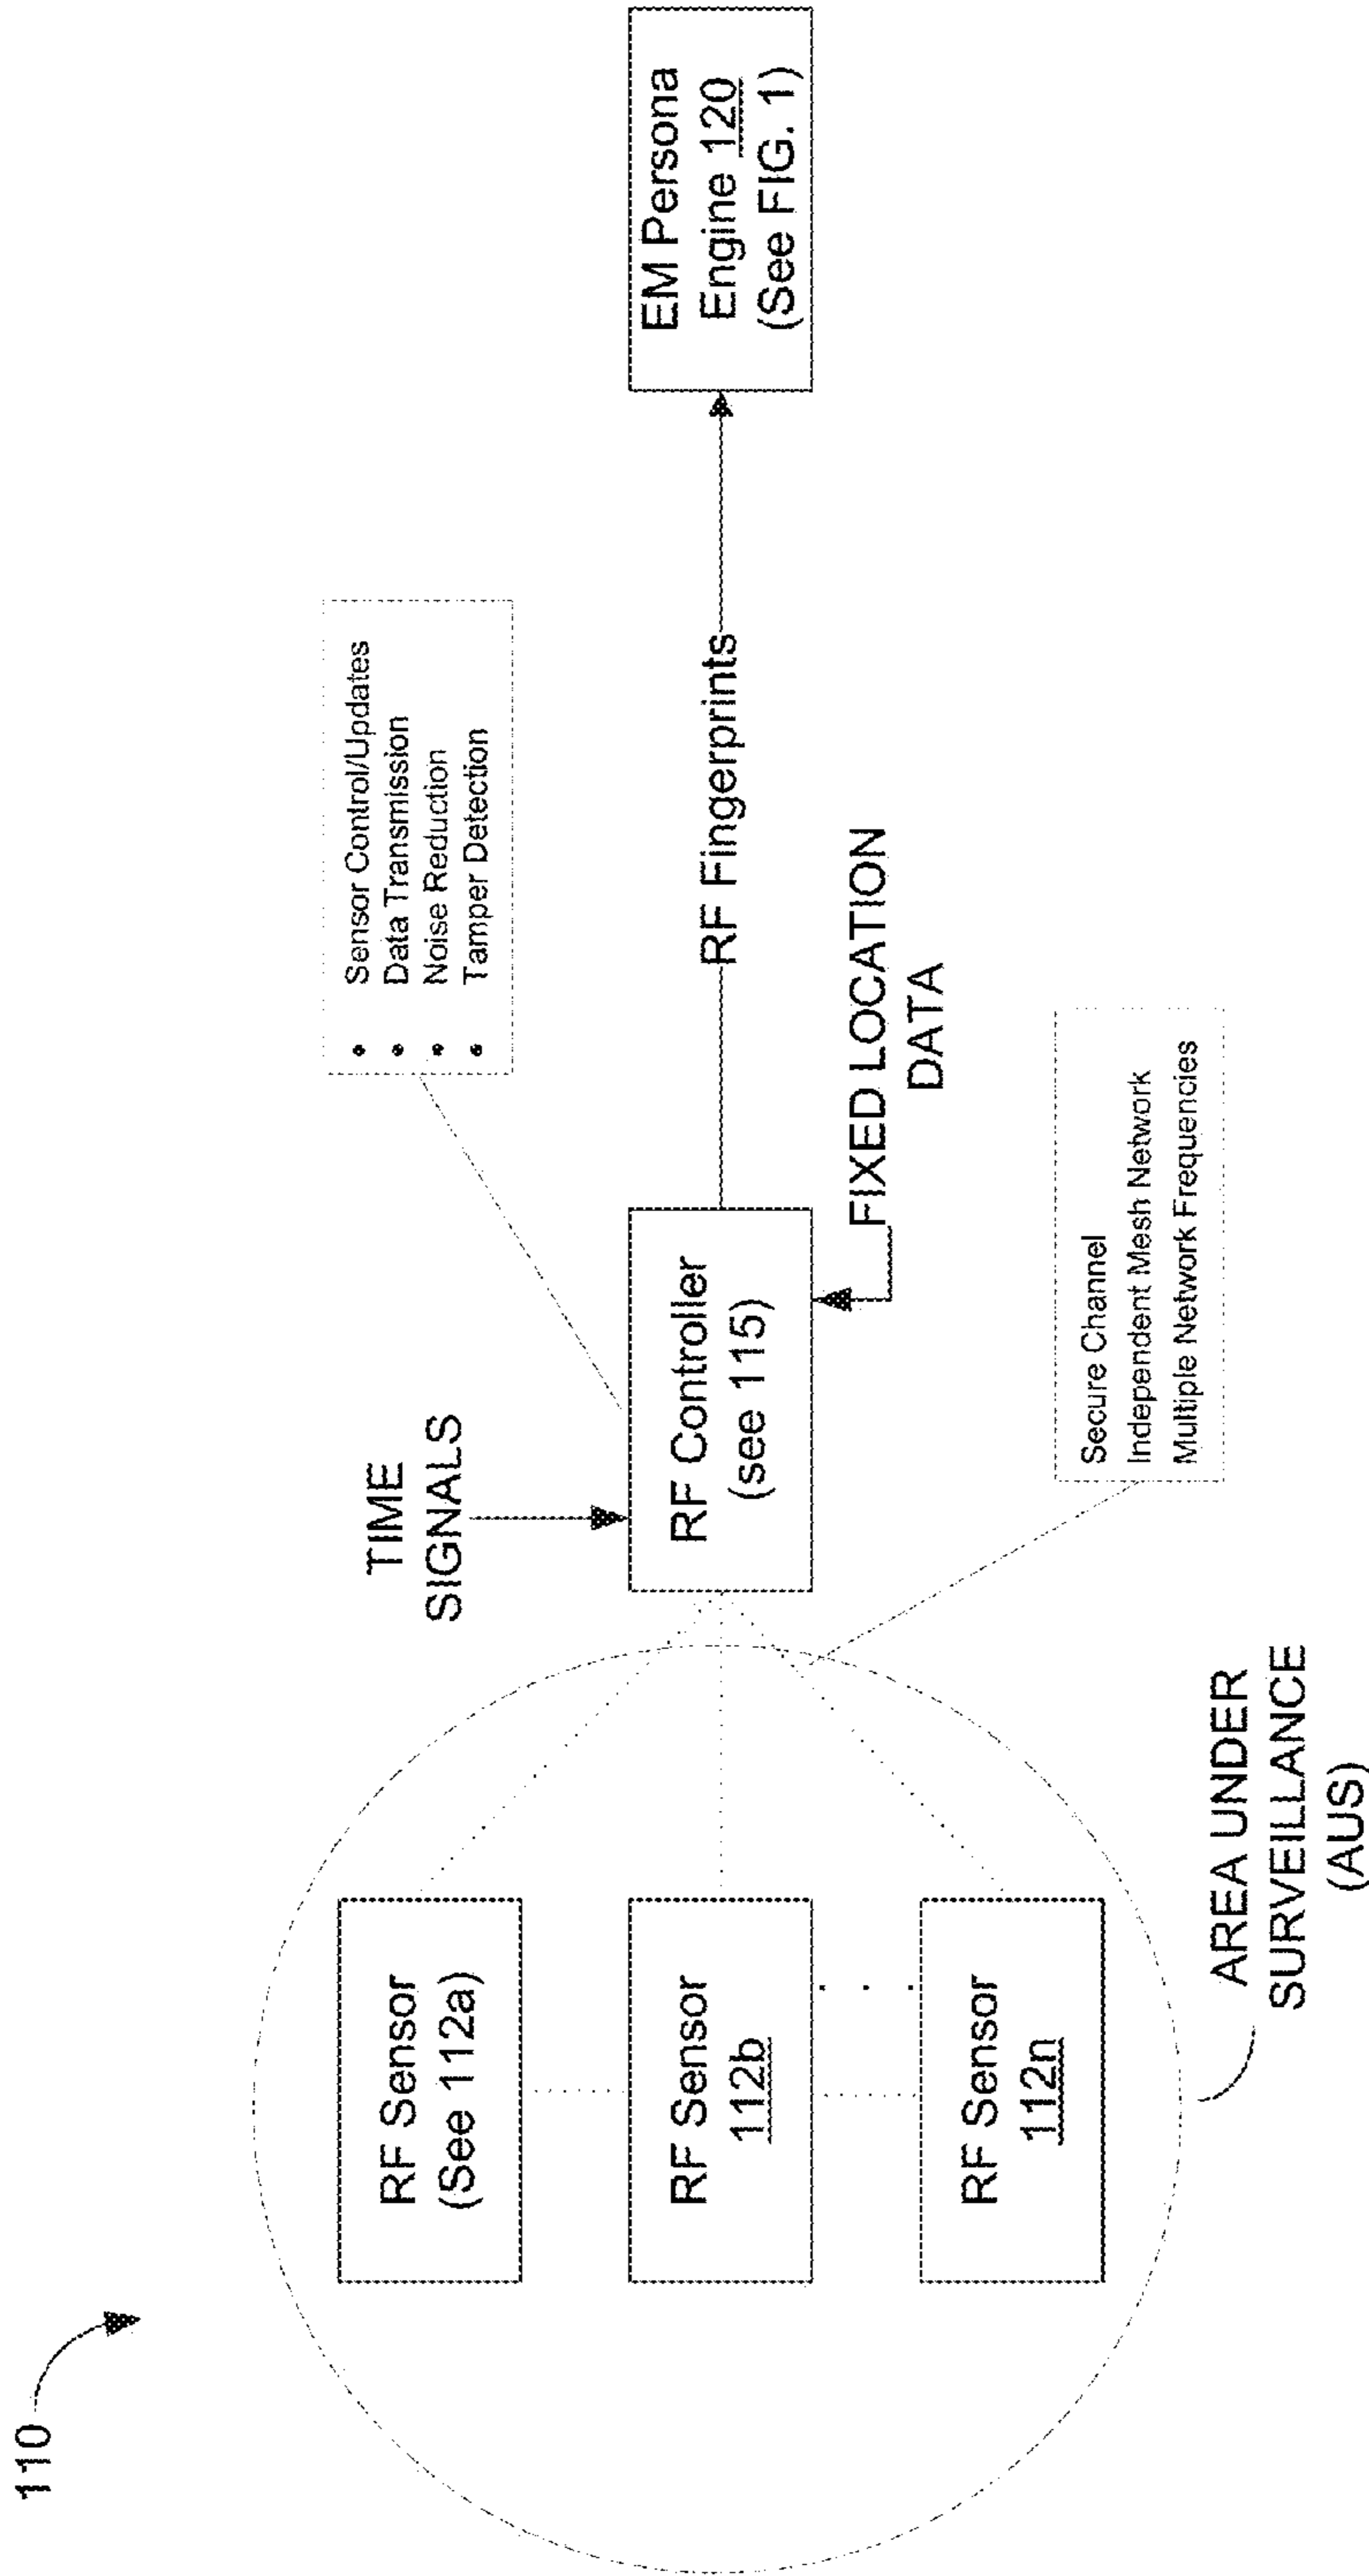 110
RF Sensor
(See 112a)
RF Sensor
112b
RF Sensor
112n
AREA UNDER
SURVEILLANCE
(AUS)
TIME
SIGNALS
RF Controller
(see 115)
FIXED LOCATION
DATA
• Sensor Control/Updates
• Data Transmission
• Noise Reduction
• Tamper Detection
Secure Channel
Independent Mesh Network
Multiple Network Frequencies
RF Fingerprints
EM Persona
Engine 120
(See FIG. 1)